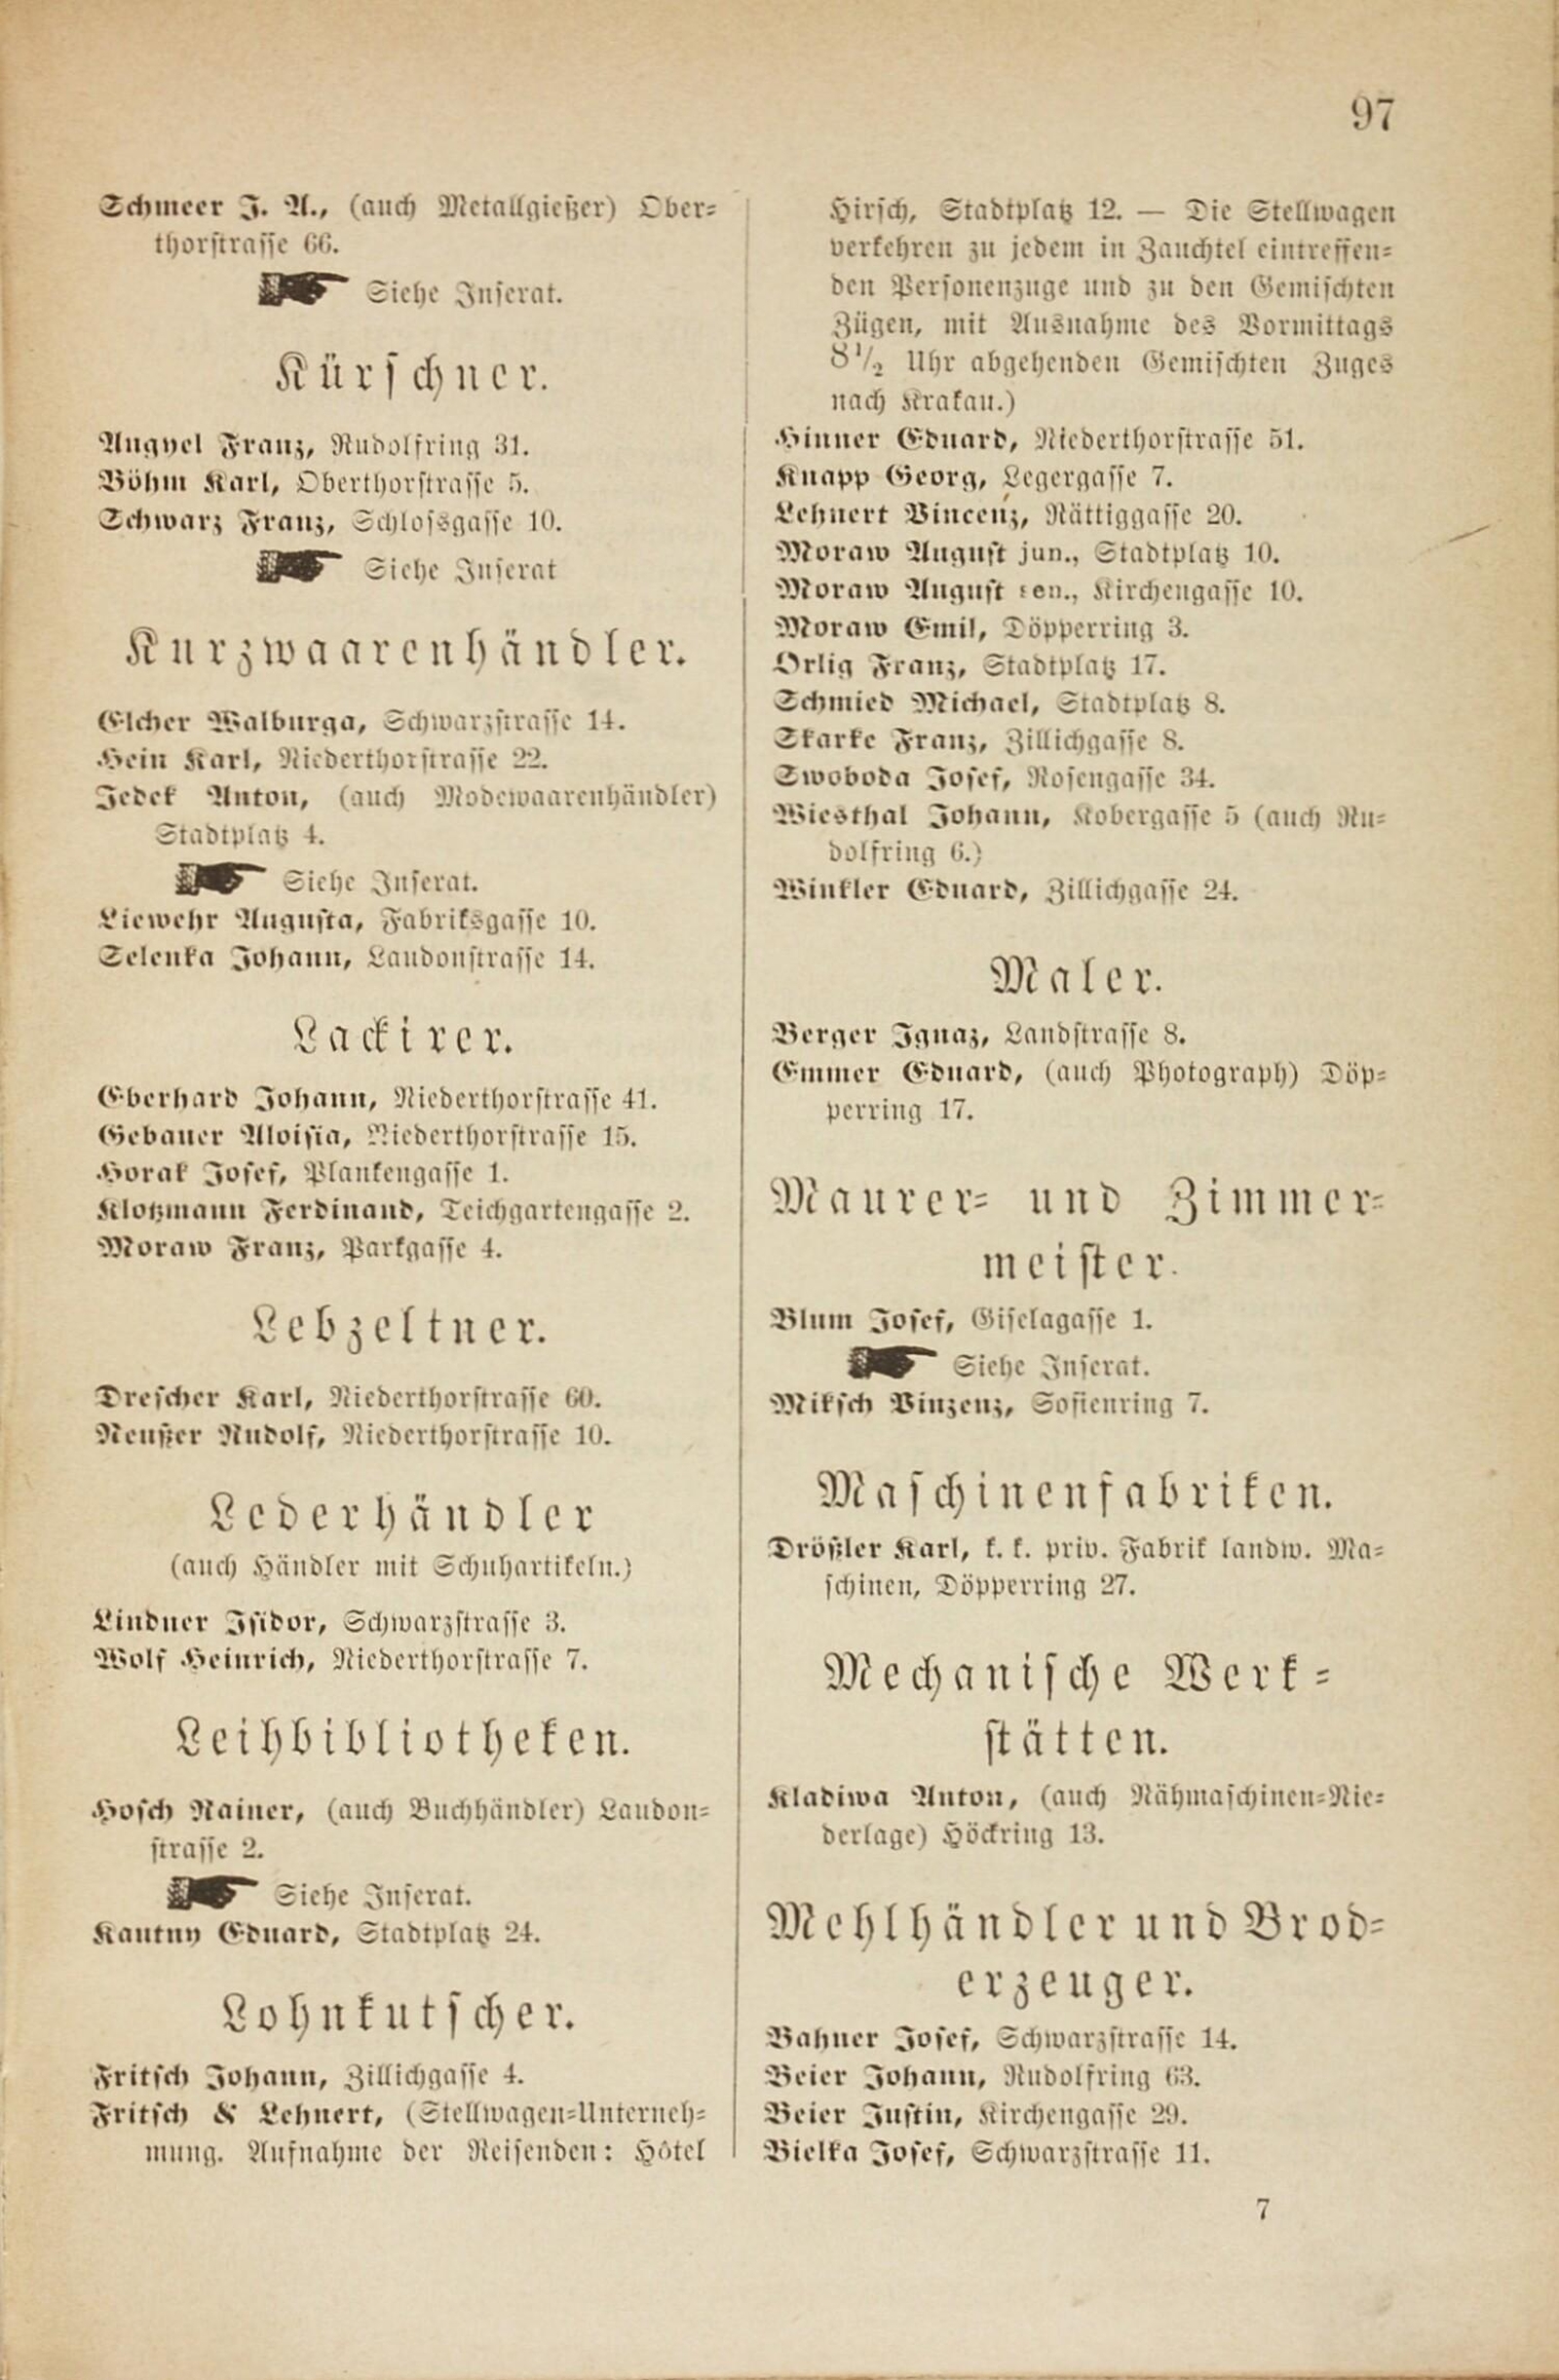 97
Schmeer J. A., (auch Metallgießer) Ober-
thorstrasse 66.
Siehe Inserat.
Kürschner.
Augnel Franz, Rudolfring 31.
Böhm Karl, Oberthorstrasse 5.
Schwarz Franz, Schlossgasse 10.
Siehe Inserat
Kurzwaarenhändler.
Elcher Walburga, Schwarzstrasse 14.
Hein Karl, Niederthorstrasse 22.
Jedek Anton, (auch Modewaarenhändler)
Stadtplatz 4.
Siehe Inserat.
Liewehr Augusta, Fabriksgasse 10.
Selenka Johann, Laudonstrasse 14.
Lackirer.
Eberhard Johann, Niederthorstrasse 41.
Gebauer Aloisia, Niederthorstrasse 15.
Horak Josef, Plankengasse 1.
Klotzmann Ferdinand, Teichgartengasse 2.
Moraw Franz, Parkgasse 4.
Lebzeltner.
Drescher Karl, Niederthorstrasse 60.
Neußer Rudolf, Niederthorstrasse 10.
Lederhändler
(auch Händler mit Schuhartikeln.)
Lindner Isidor, Schwarzstrasse 3.
Wolf Heinrich, Niederthorstrasse 7.
Leihbibliotheken.
Hosch Rainer, (auch Buchhändler) Laudon-
strasse 2.
Siehe Inserat.
Kautny Eduard, Stadtplatz 24.
Lohnkutscher.
Fritsch Johann, Zillichgasse 4.
Fritsch & Lehnert, (Stellwagen-Unterneh-
mung. Aufnahme der Reisenden: Hôtel
Hirsch, Stadtplatz 12. — Die Stellwagen
verkehren zu jedem in Zauchtel eintreffen-
den Personenzuge und zu den Gemischten
Zügen, mit Ausnahme des Vormittags
8½ Uhr abgehenden Gemischten Zuges
nach Krakau.)
Hinner Eduard, Niederthorstrasse 51.
Knapp Georg, Legergasse 7.
Lehnert Vincenz, Rättiggasse 20.
Moraw August jun., Stadtplatz 10.
Moraw August sen., Kirchengasse 10.
Moraw Emil, Döpperring 3.
Orlig Franz, Stadtplatz 17.
Schmied Michael, Stadtplatz 8.
Skarke Franz, Zillichgasse 8.
Swoboda Josef, Rosengasse 34.
Wiesthal Johann, Kobergasse 5 (auch Ru-
dolfring 6.)
Winkler Eduard, Zillichgasse 24.
Maler.
Berger Ignaz, Landstrasse 8.
Emmer Eduard, (auch Photograph) Döp-
perring 17.
Maurer- und Zimmer-
meister.
Blum Josef, Giselagasse 1.
Siehe Inserat.
Miksch Vinzenz, Sofienring 7.
Maschinenfabriken.
Drößler Karl, k. k. priv. Fabrik landw. Ma-
schinen, Döpperring 27.
Mechanische Werk-
stätten.
Kladiwa Anton, (auch Nähmaschinen-Nie-
derlage) Höckring 13.
Mehlhändler und Brod-
erzeuger.
Bahner Josef, Schwarzstrasse 14.
Beier Johann, Rudolfring 63.
Beier Justin, Kirchengasse 29.
Bielka Josef, Schwarzstrasse 11.
7